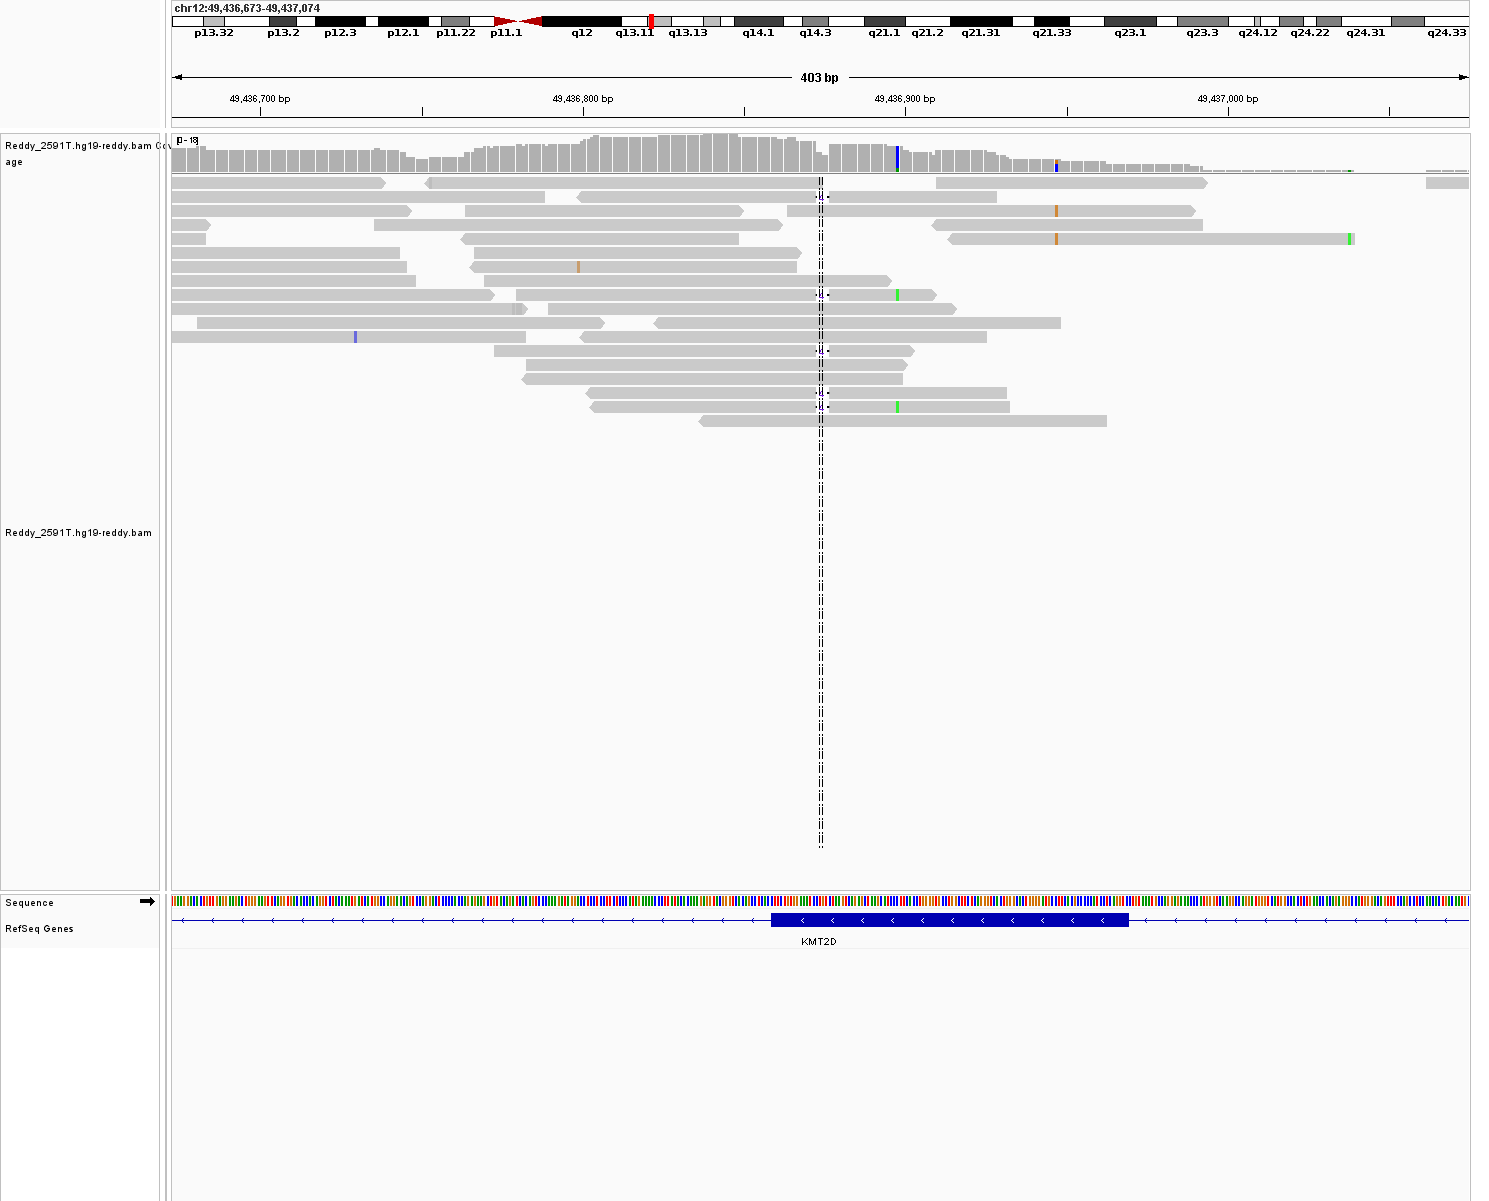 chr12:49,436,673-49,437,074
p13.32 p13.2 p12.3 p12.1 p11.22 p11.1 q12 q13.11 q13.13 q14.1 q14.3 q21.1 q21.2 q21.31 q21.33 q23.1 q23.3 q24.12 q24.22 q24.31 q24.33
403 bp
49,436,700 bp 49,436,800 bp 49,436,900 bp 49,437,000 bp
[0 - 18]
Reddy_2591T.hg19-reddy.bam Cov
age
4
4
4
4
4
Reddy_2591T.hg19-reddy.bam
Sequence
RefSeq Genes
KMT2D